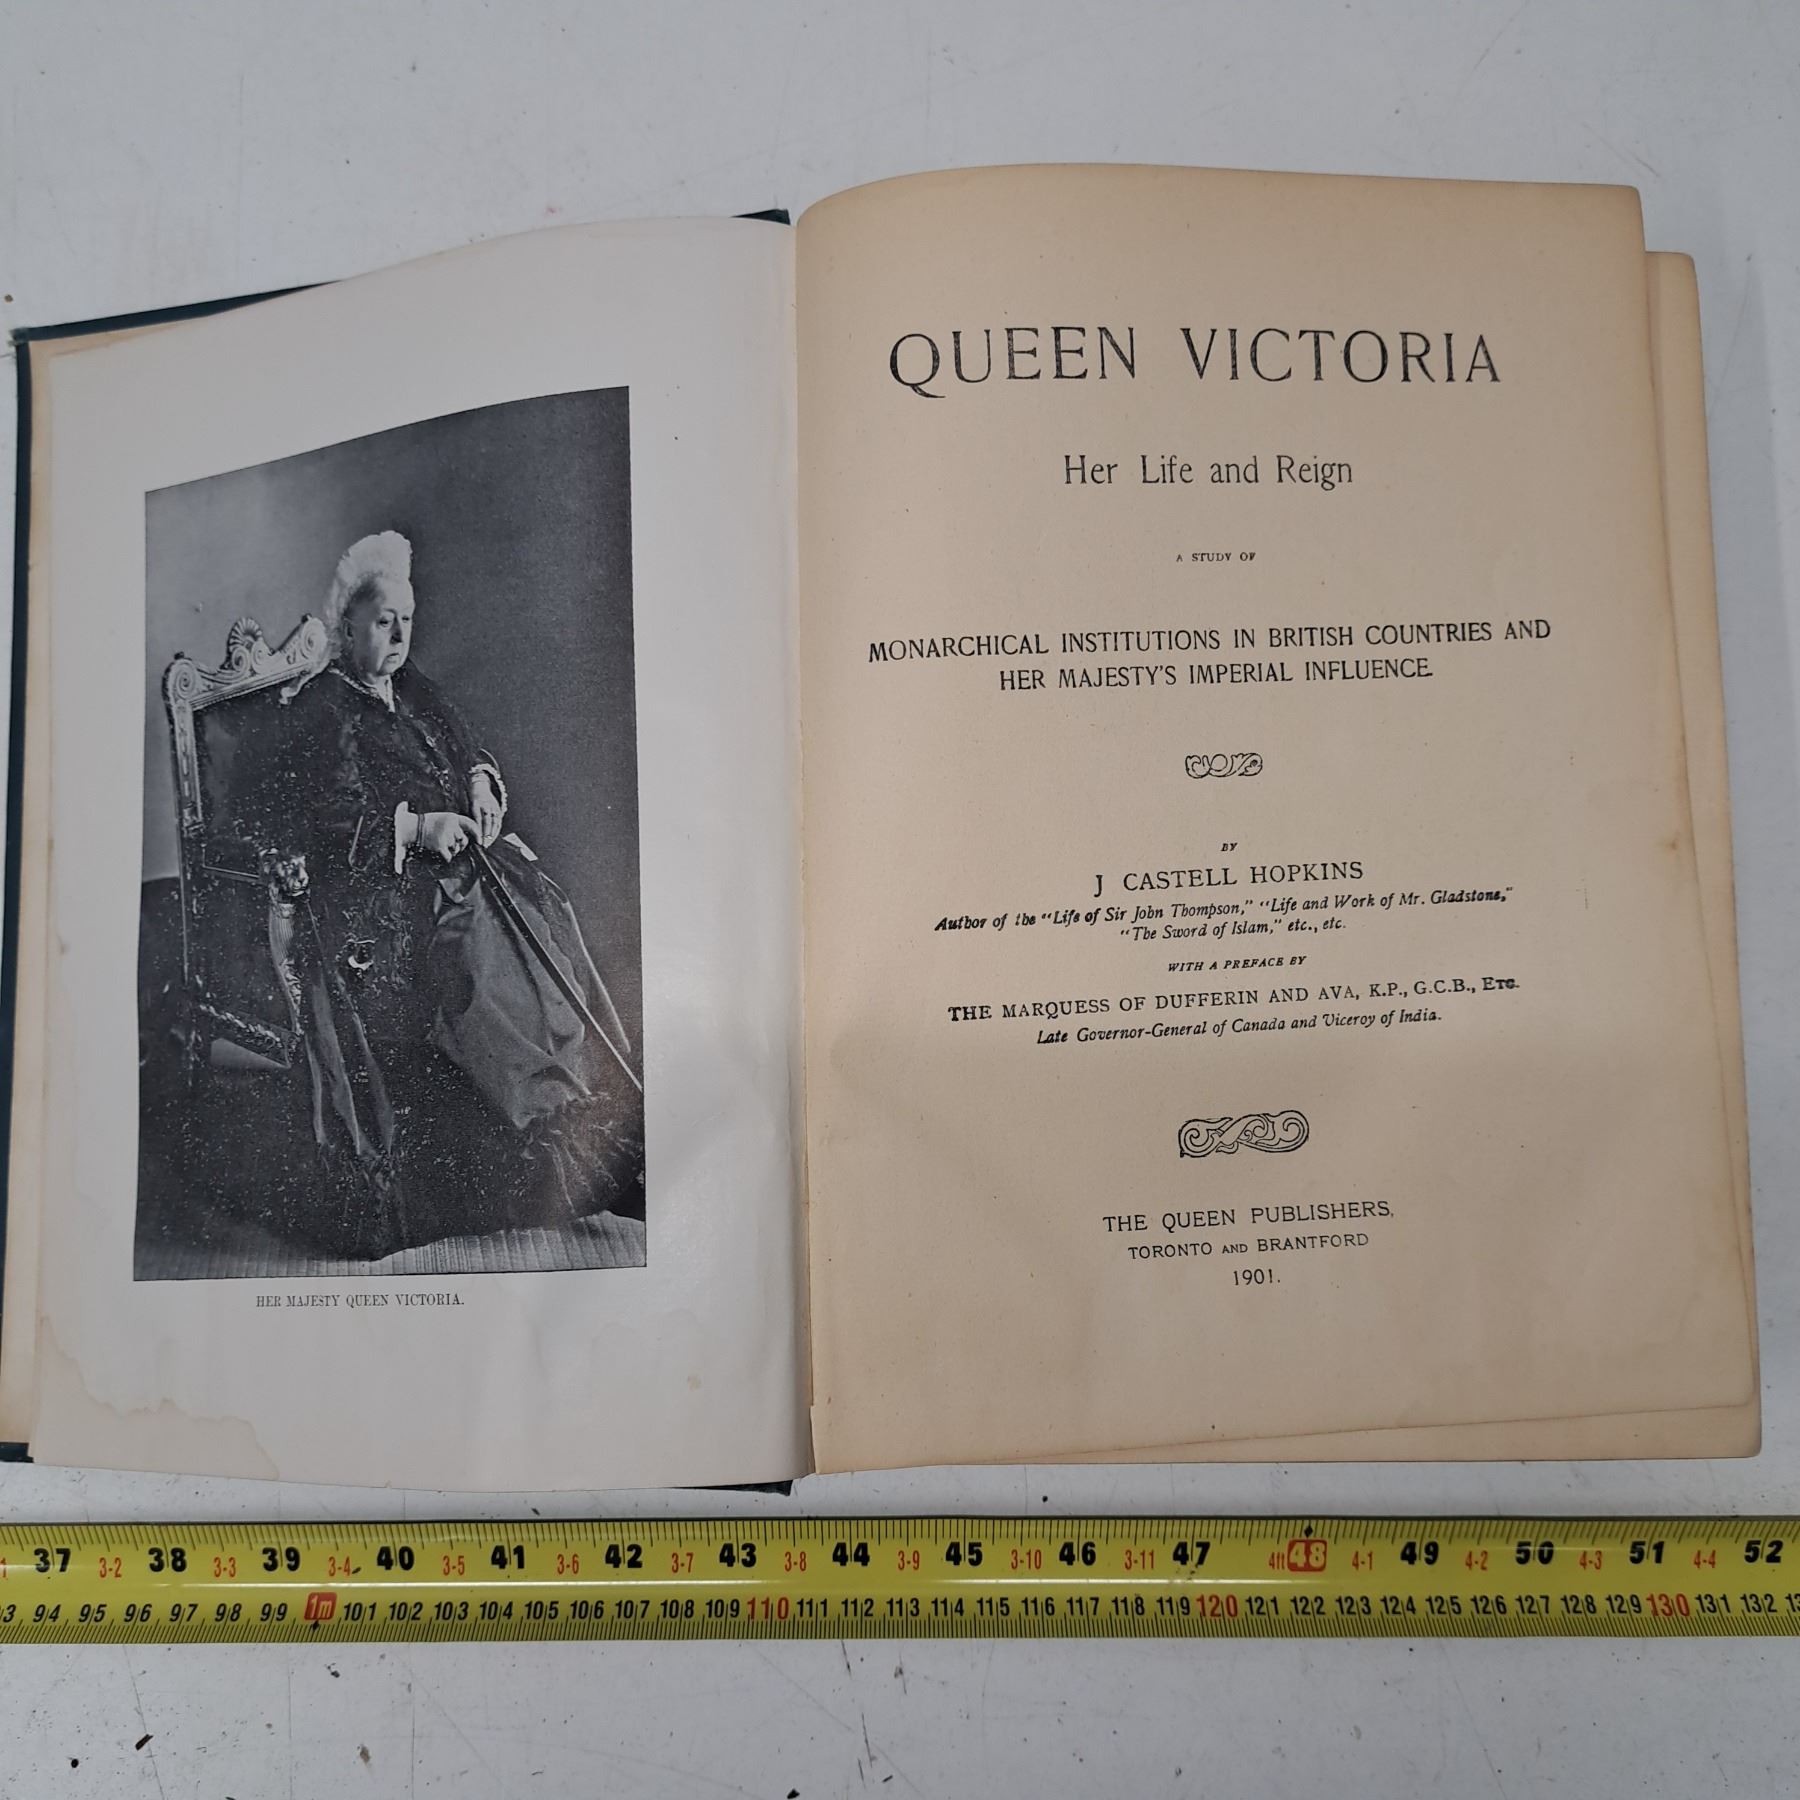 HER MAJESTY QUEEN VICTORIA.
QUEEN VICTORIA
Her Life and Reign
A STUDY OF
MONARCHICAL INSTITUTIONS IN BRITISH COUNTRIES AND
HER MAJESTY'S IMPERIAL INFLUENCE
BY
J CASTELL HOPKINS
Author of the "Life of Sir John Thompson," "Life and Work of Mr. Gladstone,"
"The Sword of Islam," etc., etc.
WITH A PREFACE BY
THE MARQUESS OF DUFFERIN AND AVA, K.P., G.C.B., ETC.
Late Governor-General of Canada and Viceroy of India.
THE QUEEN PUBLISHERS,
TORONTO AND BRANTFORD
1901.
37 3-2 38 3-3 39 3-4 40 3-5 41 3-6 42 3-7 43 3-8 44 3-9 45 3-10 46 3-11 47 4ft 48 4-1 49 4-2 50 4-3 51 4-4 52
94 95 96 97 98 99 1m 101 102 103 104 105 106 107 108 109 110 111 112 113 114 115 116 117 118 119 120 121 122 123 124 125 126 127 128 129 130 131 132